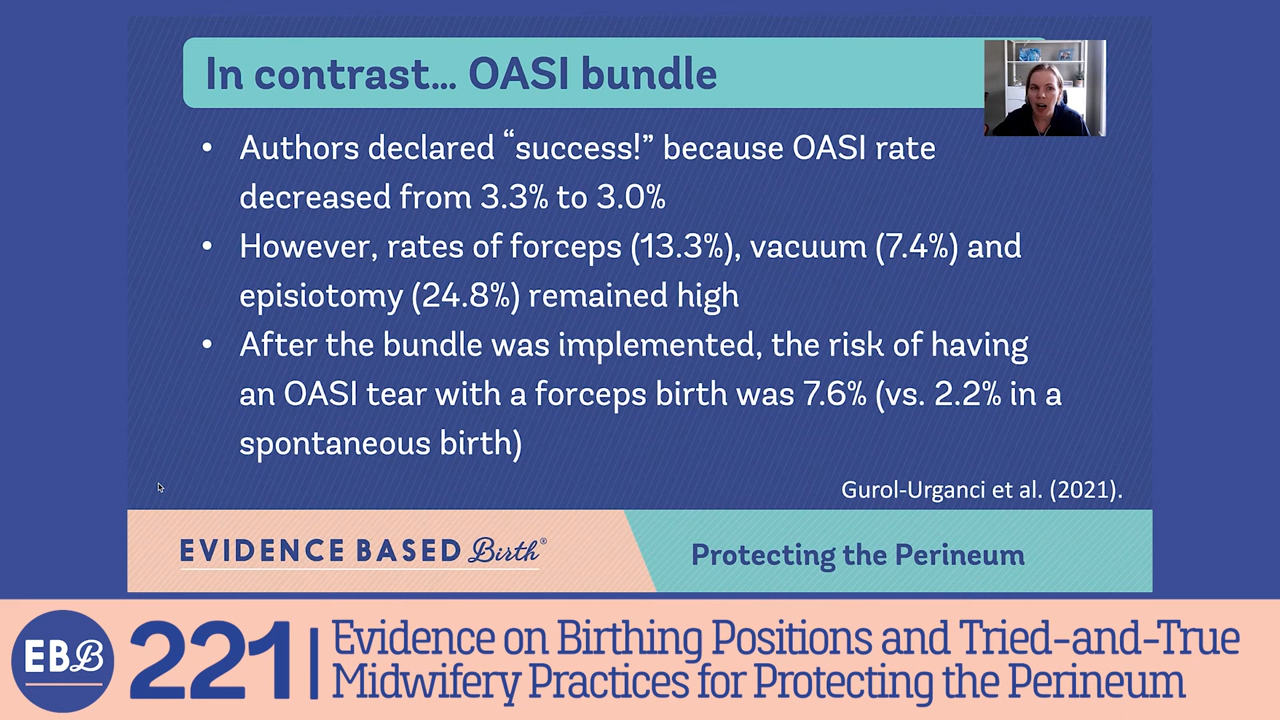 In contrast... OASI bundle
• Authors declared “success!” because OASI rate
decreased from 3.3% to 3.0%
• However, rates of forceps (13.3%), vacuum (7.4%) and
episiotomy (24.8%) remained high
• After the bundle was implemented, the risk of having
an OASI tear with a forceps birth was 7.6% (vs. 2.2% in a
spontaneous birth)
Gurol-Urganci et al. (2021).
EVIDENCE BASED Birth®
Protecting the Perineum
EBB
221 | Evidence on Birthing Positions and Tried-and-True
Midwifery Practices for Protecting the Perineum